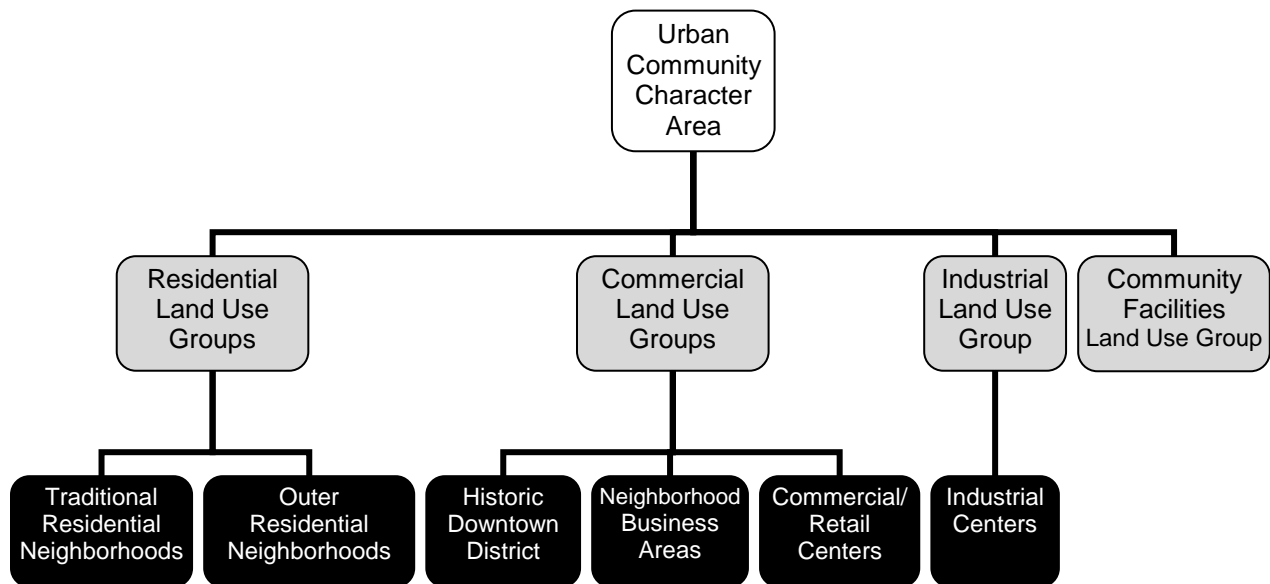 Urban
Community
Character
Area
Residential
Land Use
Groups
Commercial
Land Use
Groups
Industrial
Land Use
Group
Community
Facilities
Land Use Group
Traditional
Residential
Neighborhoods
Outer
Residential
Neighborhoods
Historic
Downtown
District
Neighborhood
Business
Areas
Commercial/
Retail
Centers
Industrial
Centers